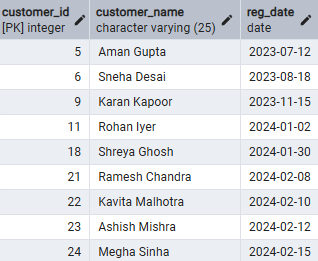 customer_id customer_name reg_date
[PK] integer character varying (25) date
5 Aman Gupta 2023-07-12
6 Sneha Desai 2023-08-18
9 Karan Kapoor 2023-11-15
11 Rohan Iyer 2024-01-02
18 Shreya Ghosh 2024-01-30
21 Ramesh Chandra 2024-02-08
22 Kavita Malhotra 2024-02-10
23 Ashish Mishra 2024-02-12
24 Megha Sinha 2024-02-15